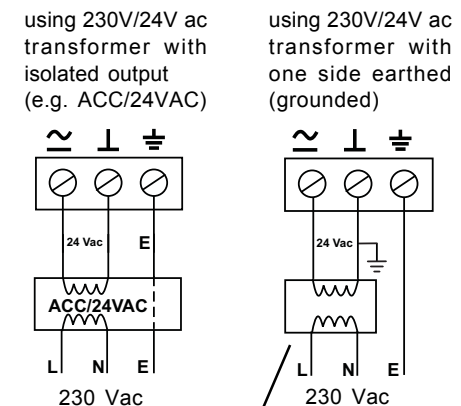 using 230V/24V ac
transformer with
isolated output
(e.g. ACC/24VAC)
24 Vac
E
ACC/24VAC
L N E
230 Vac
using 230V/24V ac
transformer with
one side earthed
(grounded)
24 Vac
L N E
230 Vac